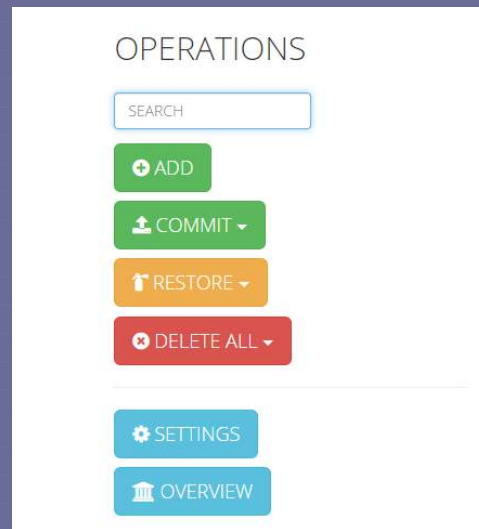 OPERATIONS
SEARCH
ADD
COMMIT
RESTORE
DELETE ALL
SETTINGS
OVERVIEW